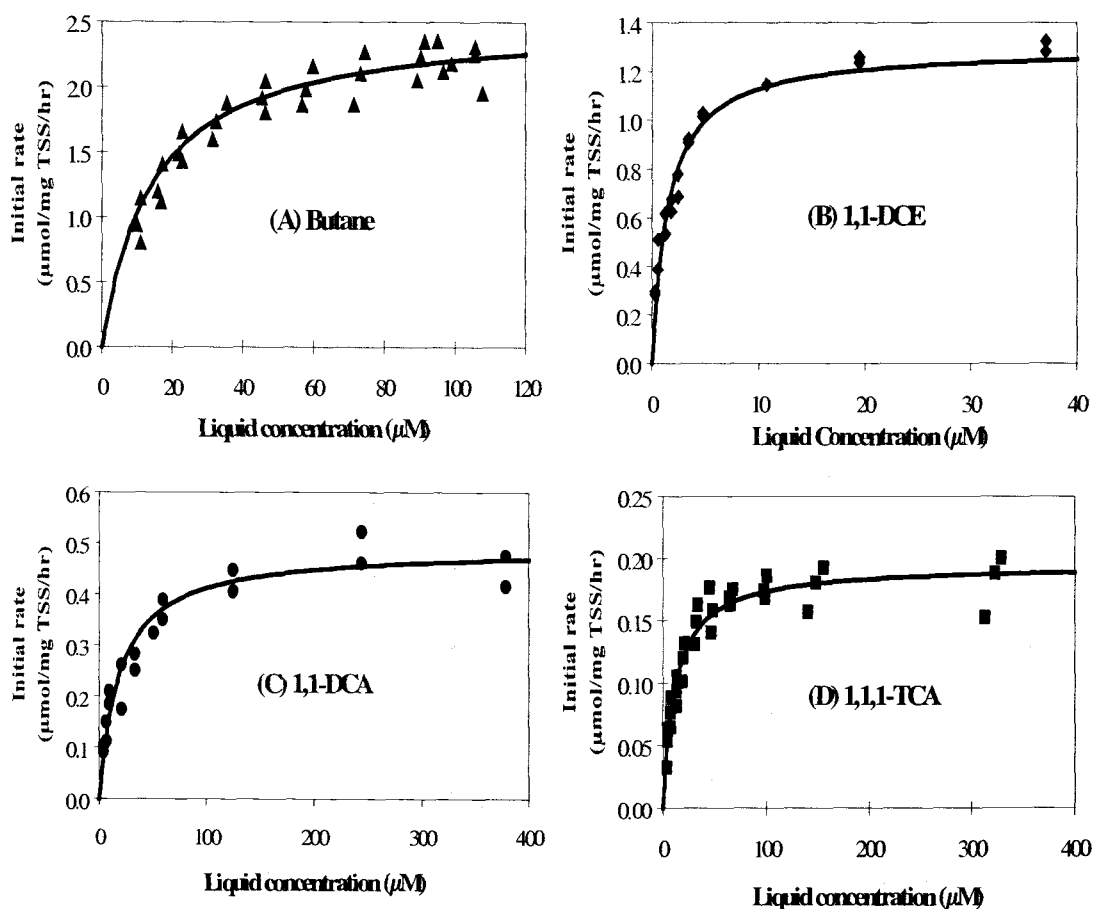 2.5
2.0
1.5
1.0
0.5
0.0
Initial rate
(μmol/mg TSS/hr)
(A) Butane
0 20 40 60 80 100 120
Liquid concentration (μM)
1.4
1.2
1.0
0.8
0.6
0.4
0.2
0.0
Initial rate
(μmol/mg TSS/hr)
(B) 1,1-DCE
0 10 20 30 40
Liquid Concentration (μM)
0.6
0.5
0.4
0.3
0.2
0.1
0.0
Initial rate
(μmol/mg TSS/hr)
(C) 1,1-DCA
0 100 200 300 400
Liquid concentration (μM)
0.25
0.20
0.15
0.10
0.05
0.00
Initial rate
(μmol/mg TSS/hr)
(D) 1,1,1-TCA
0 100 200 300 400
Liquid concentration (μM)